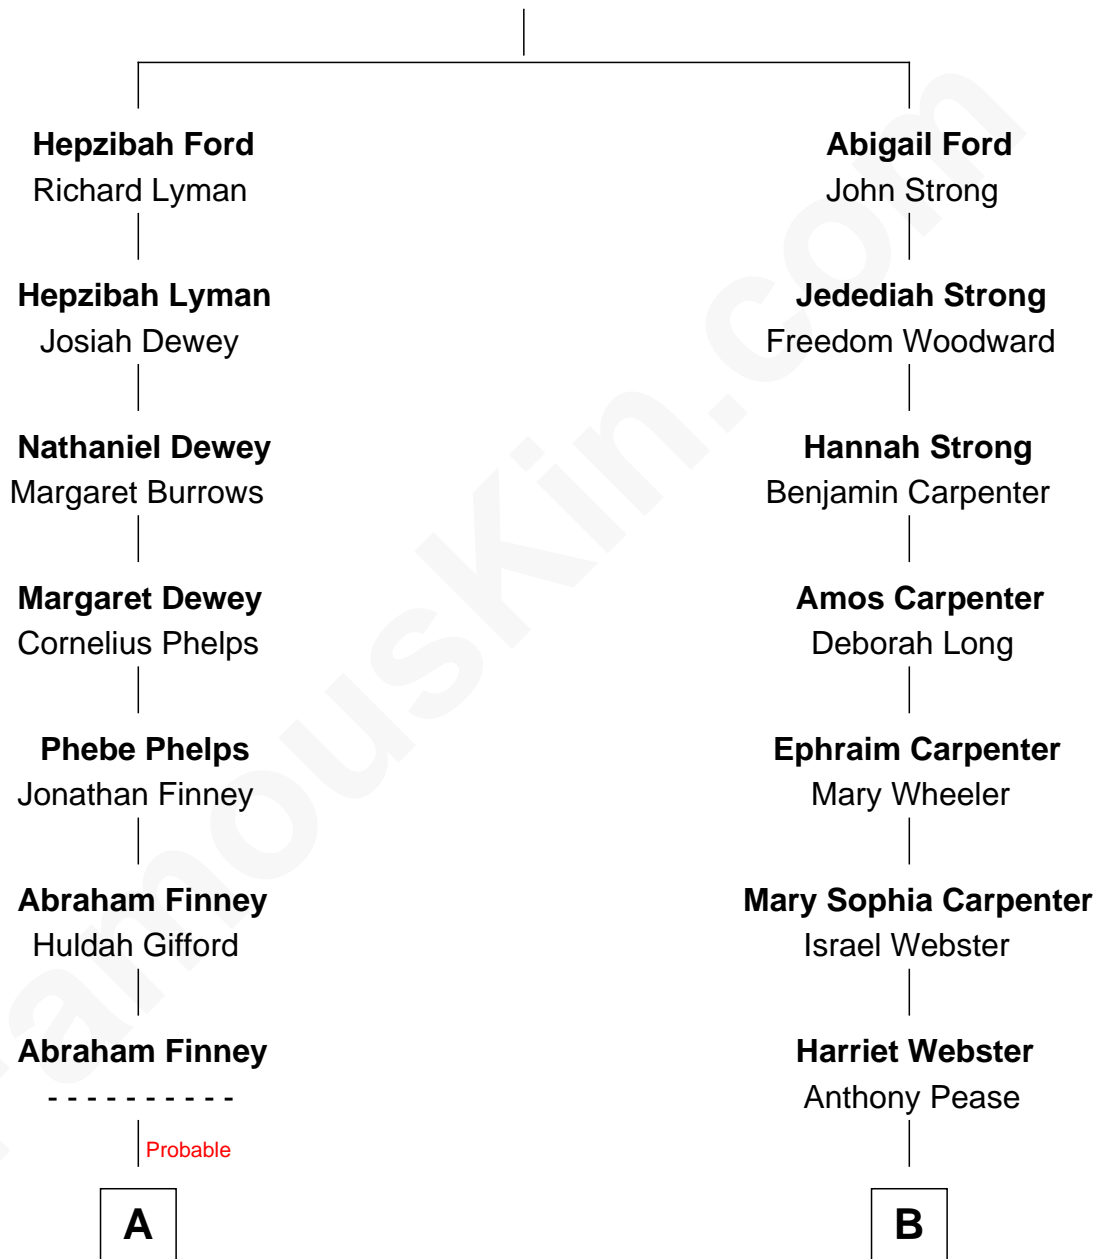 Hepzibah Ford
Richard Lyman
Hepzibah Lyman
Josiah Dewey
Nathaniel Dewey
Margaret Burrows
Margaret Dewey
Cornelius Phelps
Phebe Phelps
Jonathan Finney
Abraham Finney
Huldah Gifford
Abraham Finney
- - - - - - - - - -
Probable
A
Abigail Ford
John Strong
Jedediah Strong
Freedom Woodward
Hannah Strong
Benjamin Carpenter
Amos Carpenter
Deborah Long
Ephraim Carpenter
Mary Wheeler
Mary Sophia Carpenter
Israel Webster
Harriet Webster
Anthony Pease
B
FamousKin.com